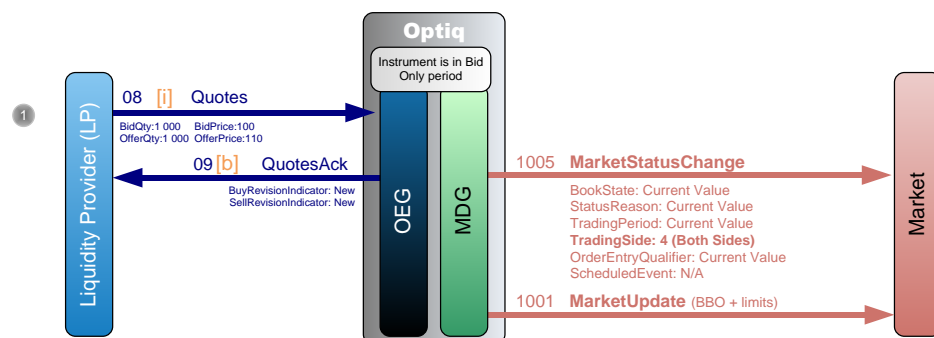 Optiq
Instrument is in Bid
Only period
1
Liquidity Provider (LP)
08 [i] Quotes
BidQty:1 000 BidPrice:100
OfferQty:1 000 OfferPrice:110
09 [b] QuotesAck
BuyRevisionIndicator: New
SellRevisionIndicator: New
OEG
MDG
1005 MarketStatusChange
BookState: Current Value
StatusReason: Current Value
TradingPeriod: Current Value
TradingSide: 4 (Both Sides)
OrderEntryQualifier: Current Value
ScheduledEvent: N/A
1001 MarketUpdate (BBO + limits)
Market